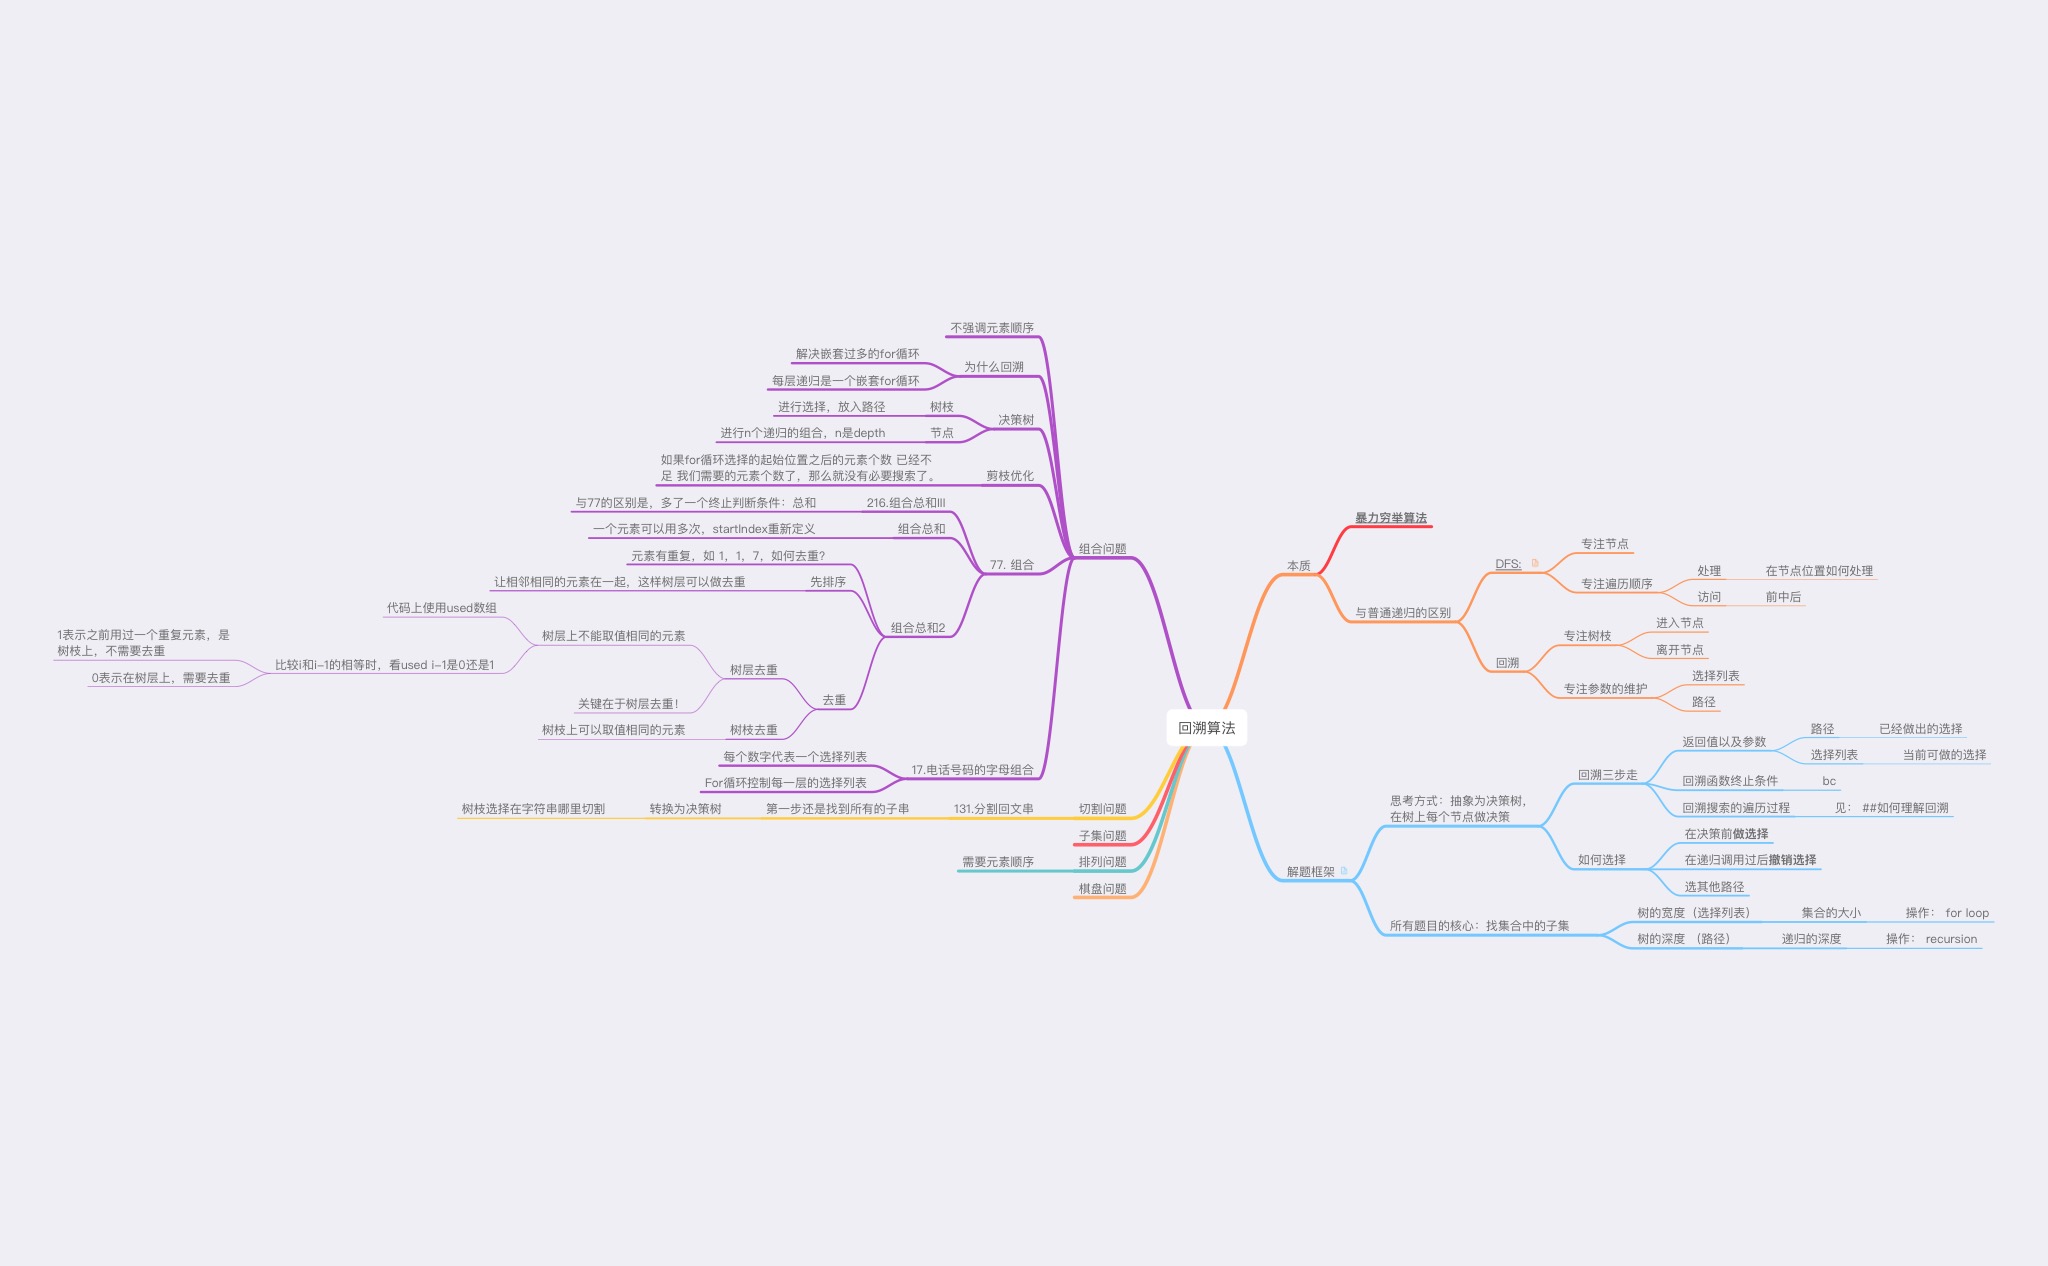 回溯算法
本质
暴力穷举算法
与普通递归的区别
DFS:
专注节点
专注遍历顺序
处理
在节点位置如何处理
访问
前中后
回溯
专注树枝
进入节点
离开节点
专注参数的维护
选择列表
路径
解题框架
思考方式：抽象为决策树，
在树上每个节点做决策
回溯三步走
返回值以及参数
路径
已经做出的选择
选择列表
当前可做的选择
回溯函数终止条件
bc
回溯搜索的遍历过程
见： ##如何理解回溯
如何选择
在决策前做选择
在递归调用过后撤销选择
选其他路径
所有题目的核心：找集合中的子集
树的宽度（选择列表）
集合的大小
操作： for loop
树的深度 （路径）
递归的深度
操作： recursion
组合问题
不强调元素顺序
为什么回溯
解决嵌套过多的for循环
每层递归是一个嵌套for循环
决策树
树枝
进行选择，放入路径
节点
进行n个递归的组合，n是depth
剪枝优化
如果for循环选择的起始位置之后的元素个数 已经不
足 我们需要的元素个数了，那么就没有必要搜索了。
77. 组合
216.组合总和III
与77的区别是，多了一个终止判断条件：总和
组合总和
一个元素可以用多次，startIndex重新定义
组合总和2
元素有重复，如 1，1，7，如何去重？
先排序
让相邻相同的元素在一起，这样树层可以做去重
去重
树层去重
树层上不能取值相同的元素
代码上使用used数组
比较i和i-1的相等时，看used i-1是0还是1
1表示之前用过一个重复元素，是
树枝上，不需要去重
0表示在树层上，需要去重
关键在于树层去重！
树枝去重
树枝上可以取值相同的元素
17.电话号码的字母组合
每个数字代表一个选择列表
For循环控制每一层的选择列表
切割问题
131.分割回文串
第一步还是找到所有的子串
转换为决策树
树枝选择在字符串哪里切割
子集问题
排列问题
需要元素顺序
棋盘问题